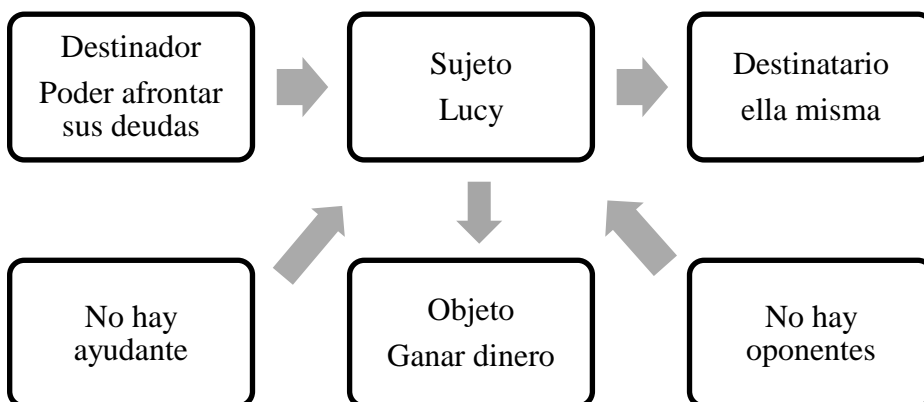 Destinador
Poder afrontar
sus deudas
Sujeto
Lucy
Destinatario
ella misma
No hay
ayudante
Objeto
Ganar dinero
No hay
oponentes